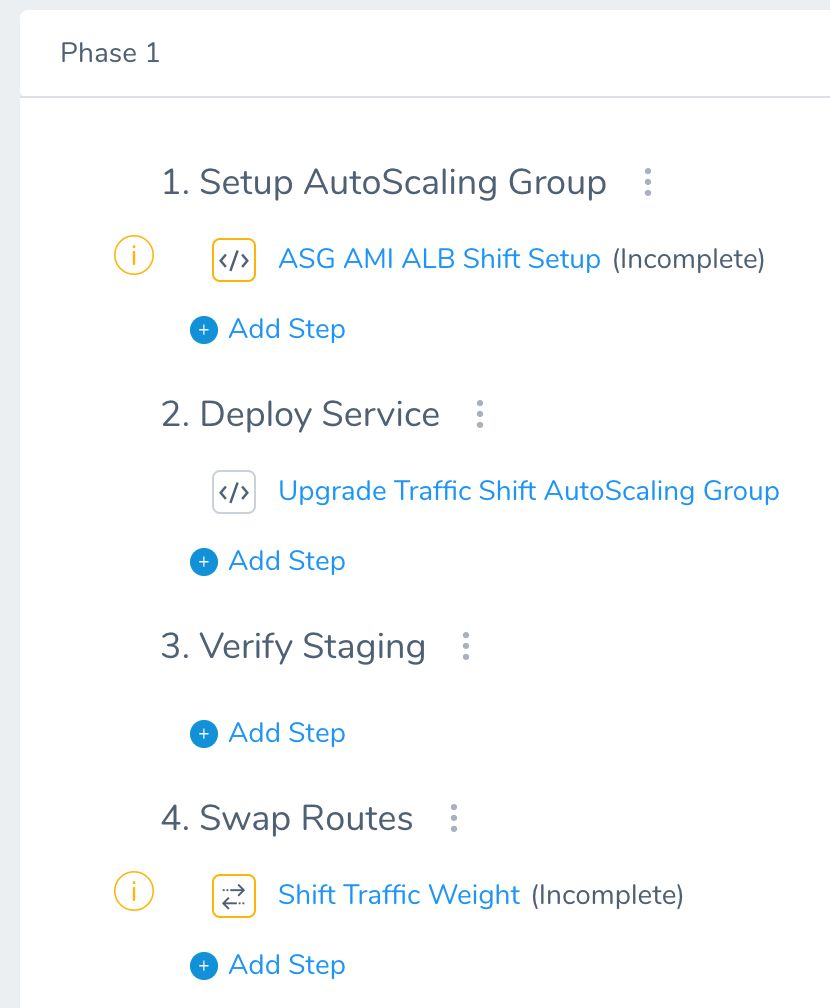 Phase 1
1. Setup AutoScaling Group
ASG AMI ALB Shift Setup (Incomplete)
Add Step
2. Deploy Service
Upgrade Traffic Shift AutoScaling Group
Add Step
3. Verify Staging
Add Step
4. Swap Routes
Shift Traffic Weight (Incomplete)
Add Step